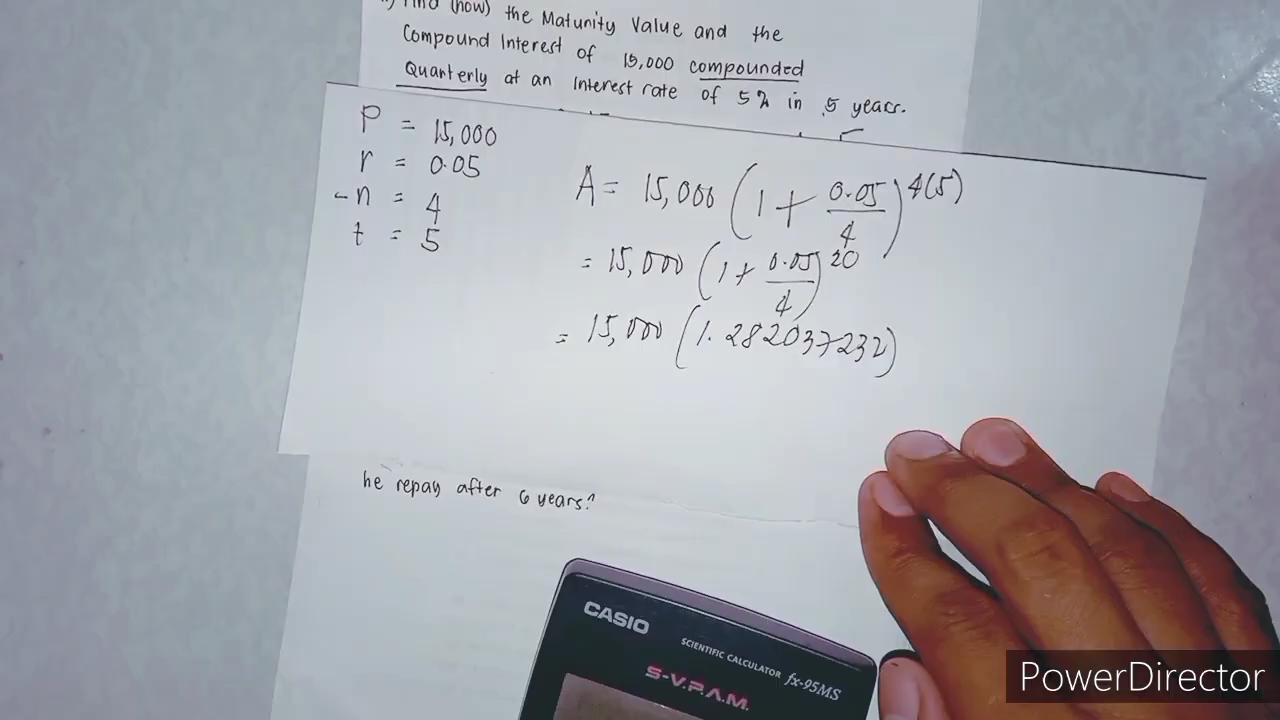 (how) the Maturity Value and the
Compound Interest of 15,000 compounded
Quarterly at an Interest rate of 5% in 5 years.
P = 15,000
r = 0.05
-n = 4
t = 5
A = 15,000 (1 + 0.05/4)^4(5)
= 15,000 (1 + 0.05/4)^20
= 15,000 (1.282037232)
he repay after 6 years?
CASIO
SCIENTIFIC CALCULATOR fx-95MS
S-V.P.A.M.
PowerDirector